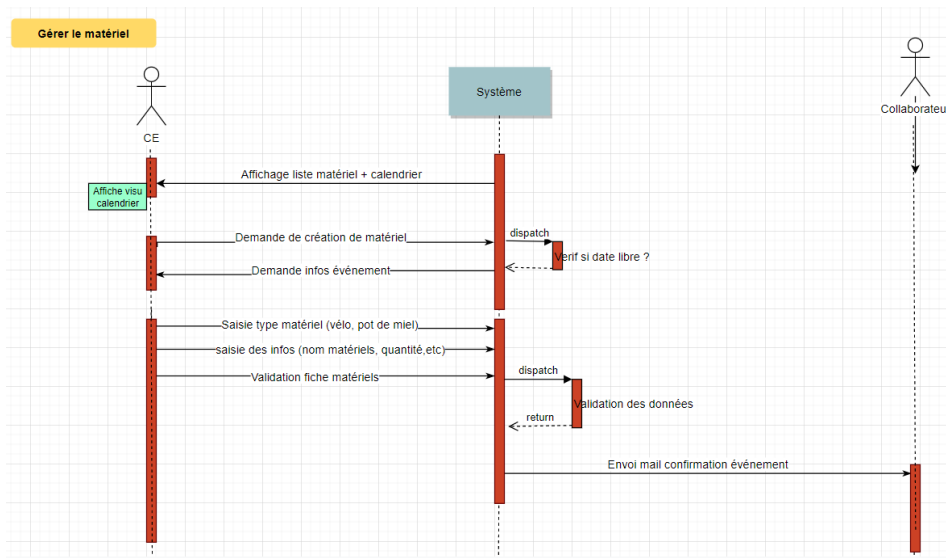 Gérer le matériel
Système
Collaborateu
CE
Affichage liste matériel + calendrier
Affiche visu
calendrier
Demande de création de matériel
dispatch
Verif si date libre ?
Demande infos événement
Saisie type matériel (vélo, pot de miel)
saisie des infos (nom matériels, quantité,etc)
Validation fiche matériels
dispatch
Validation des données
return
Envoi mail confirmation événement